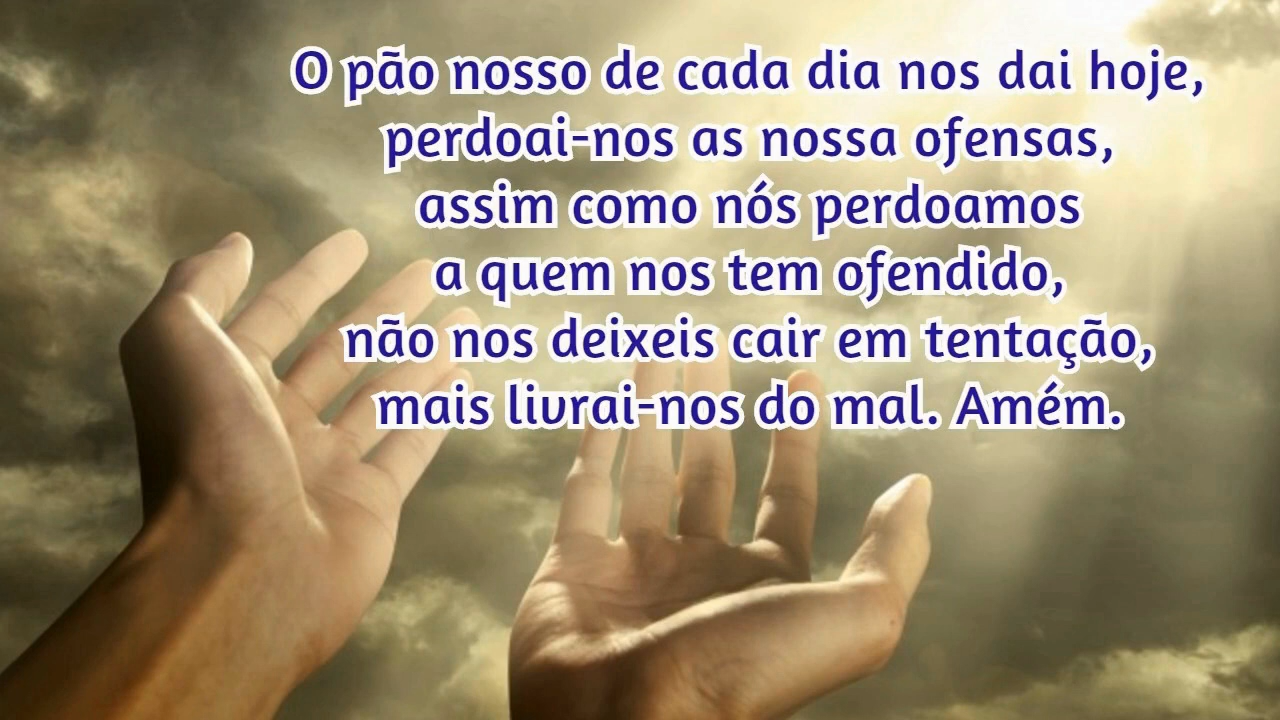 O pão nosso de cada dia nos dai hoje,
perdoai-nos as nossa ofensas,
assim como nós perdoamos
a quem nos tem ofendido,
não nos deixeis cair em tentação,
mais livrai-nos do mal. Amém.